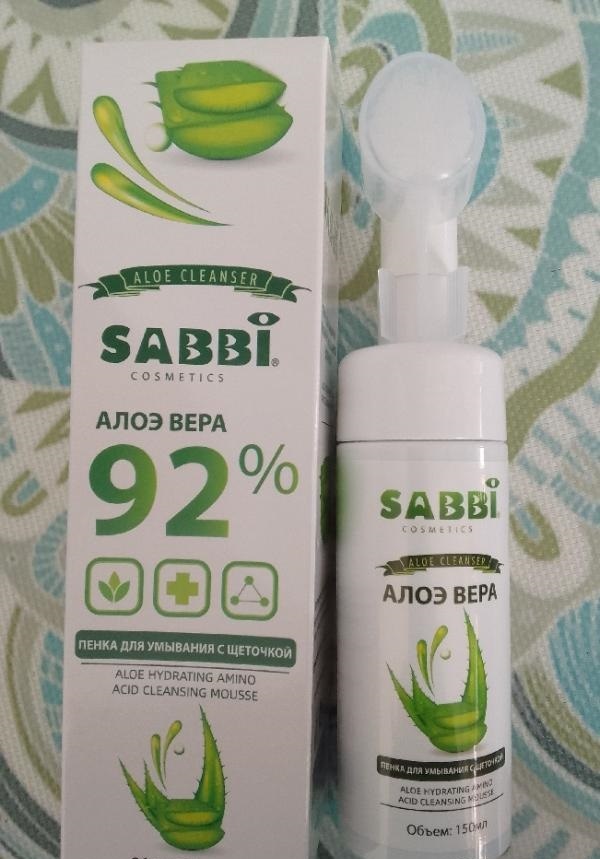 ALOE CLEANSER
SABBi®
COSMETICS
АЛОЭ ВЕРА
92%
ПЕНКА ДЛЯ УМЫВАНИЯ С ЩЕТОЧКОЙ
ALOE HYDRATING AMINO
ACID CLEANSING MOUSSE
SABBi
COSMETICS
ALOE CLEANSER
АЛОЭ ВЕРА
ПЕНКА ДЛЯ УМЫВАНИЯ С ЩЕТОЧКОЙ
ALOE HYDRATING AMINO
ACID CLEANSING MOUSSE
Объем: 150мл